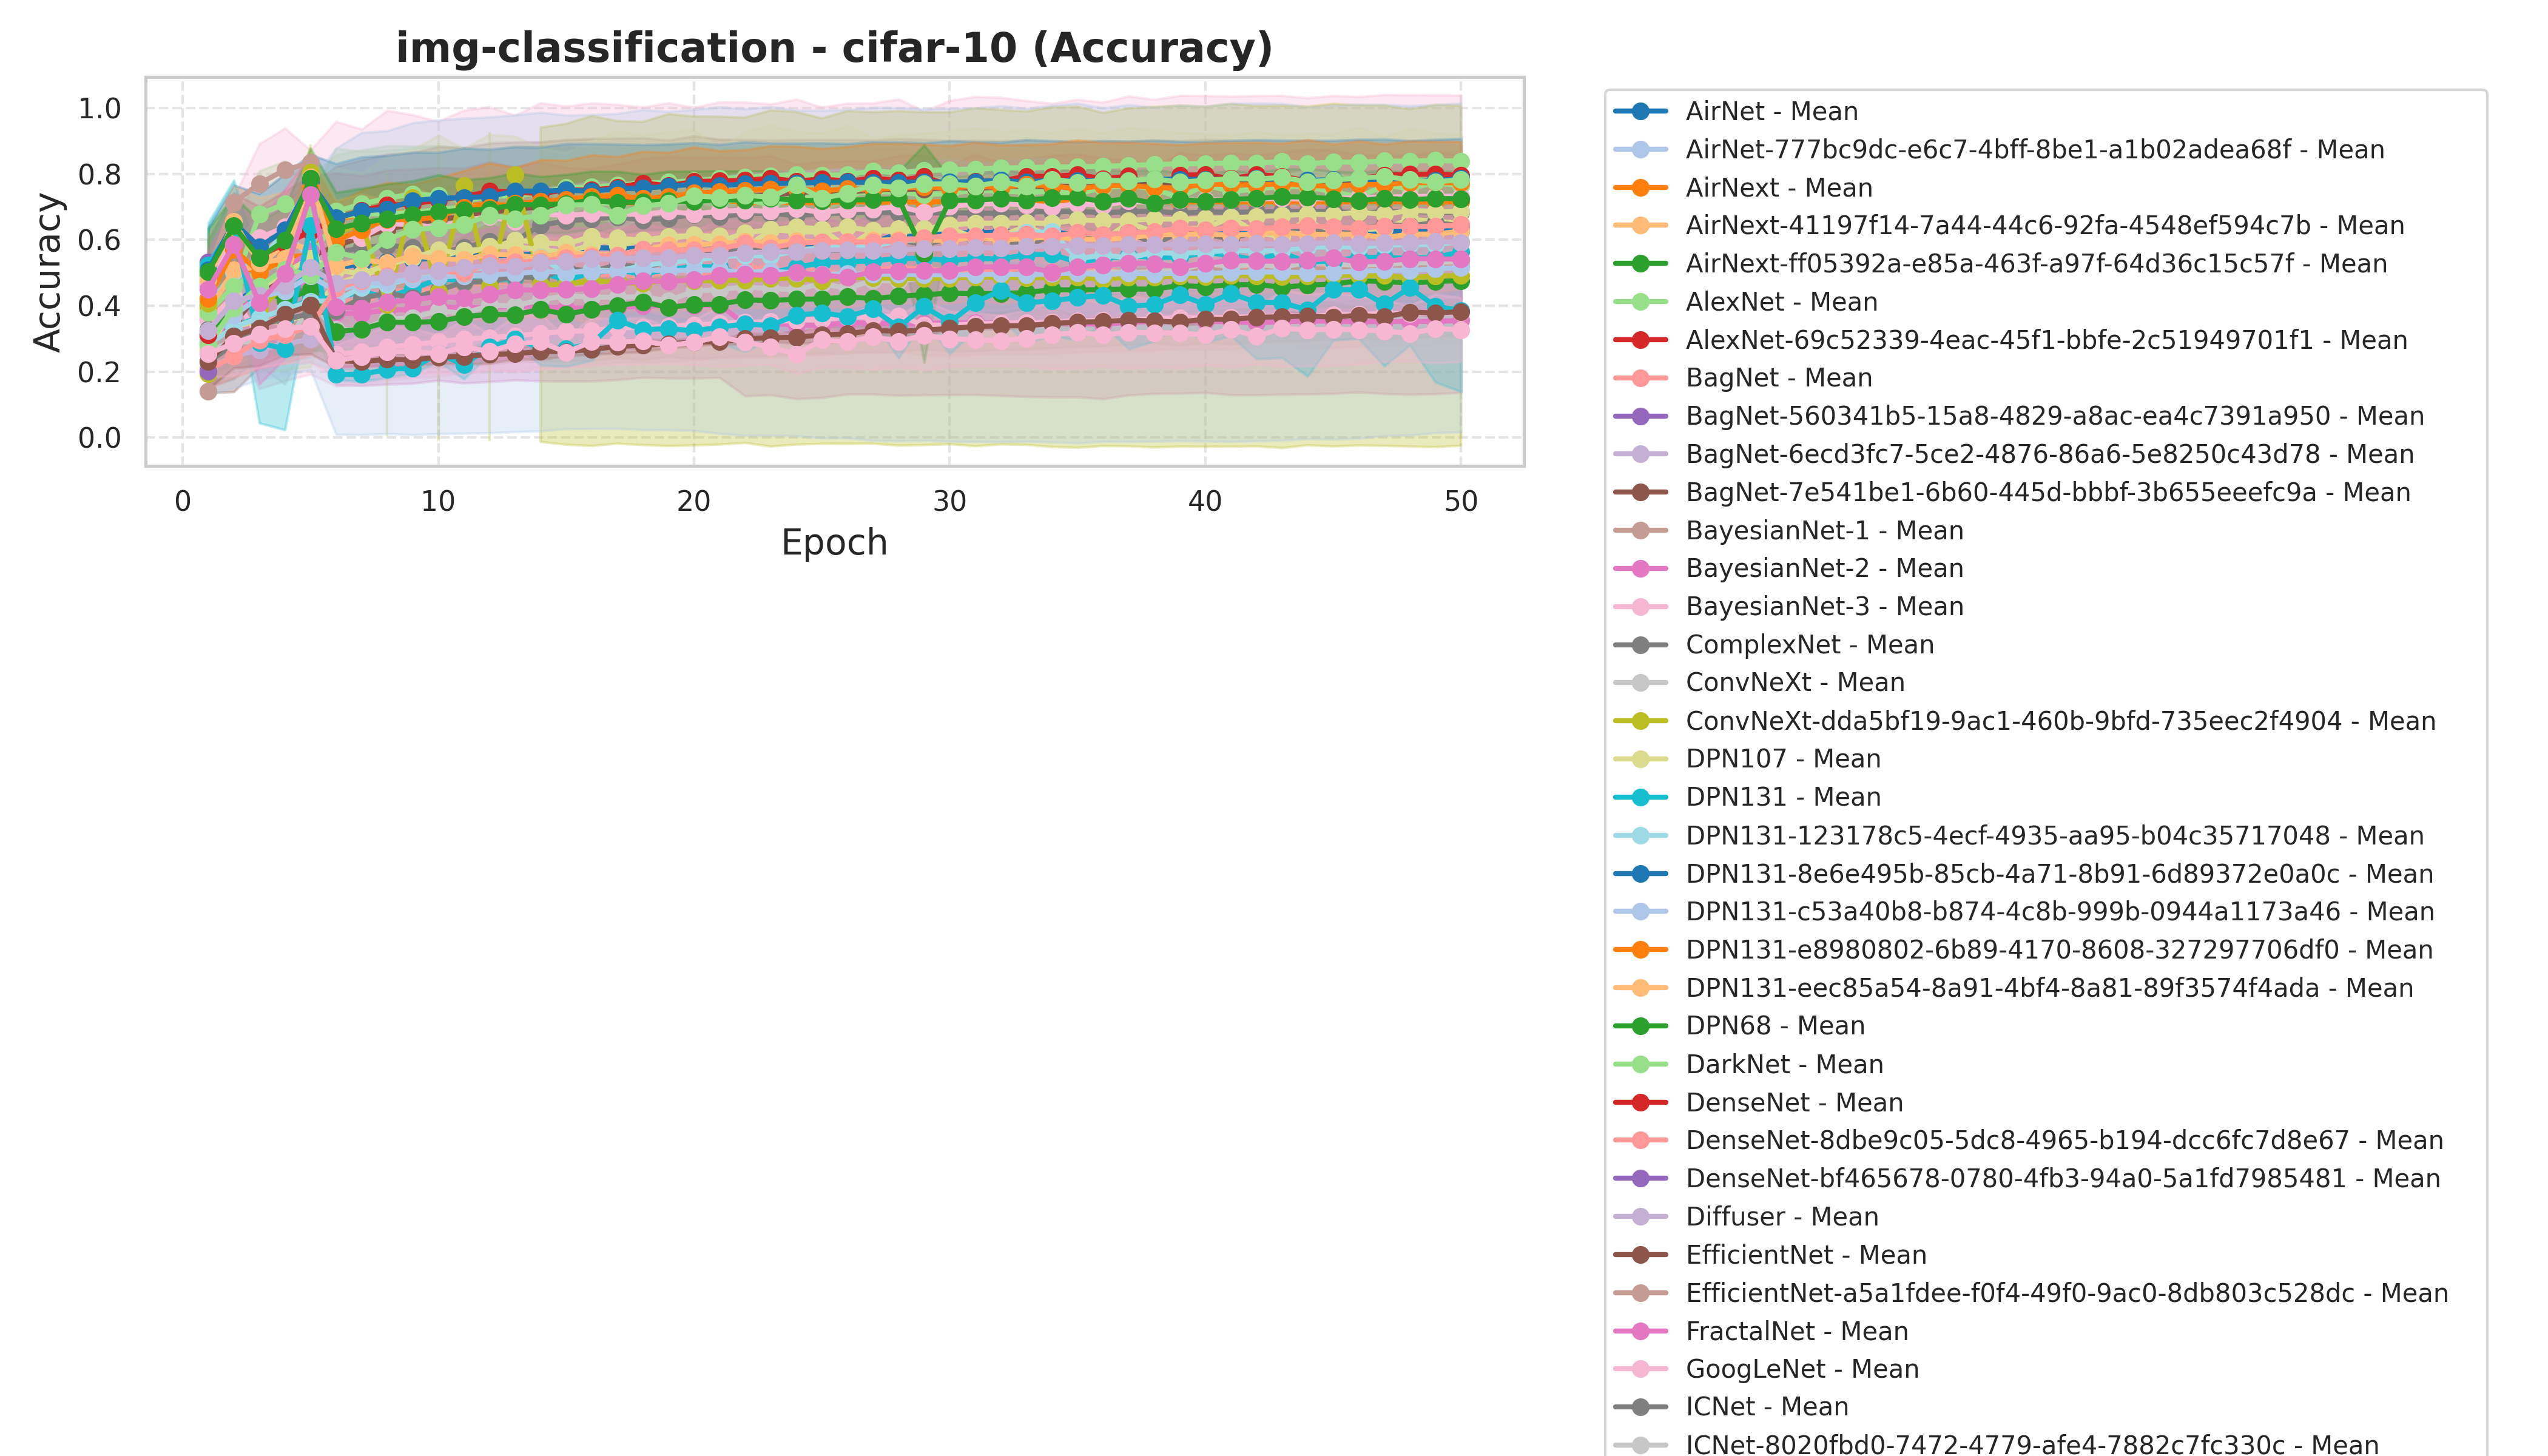 img-classification - cifar-10 (Accuracy)
Accuracy
1.0
0.8
0.6
0.4
0.2
0.0
0 10 20 30 40 50
Epoch
AirNet - Mean
AirNet-777bc9dc-e6c7-4bff-8be1-a1b02adea68f - Mean
AirNext - Mean
AirNext-41197f14-7a44-44c6-92fa-4548ef594c7b - Mean
AirNext-ff05392a-e85a-463f-a97f-64d36c15c57f - Mean
AlexNet - Mean
AlexNet-69c52339-4eac-45f1-bbfe-2c51949701f1 - Mean
BagNet - Mean
BagNet-560341b5-15a8-4829-a8ac-ea4c7391a950 - Mean
BagNet-6ecd3fc7-5ce2-4876-86a6-5e8250c43d78 - Mean
BagNet-7e541be1-6b60-445d-bbbf-3b655eeefc9a - Mean
BayesianNet-1 - Mean
BayesianNet-2 - Mean
BayesianNet-3 - Mean
ComplexNet - Mean
ConvNeXt - Mean
ConvNeXt-dda5bf19-9ac1-460b-9bfd-735eec2f4904 - Mean
DPN107 - Mean
DPN131 - Mean
DPN131-123178c5-4ecf-4935-aa95-b04c35717048 - Mean
DPN131-8e6e495b-85cb-4a71-8b91-6d89372e0a0c - Mean
DPN131-c53a40b8-b874-4c8b-999b-0944a1173a46 - Mean
DPN131-e8980802-6b89-4170-8608-327297706df0 - Mean
DPN131-eec85a54-8a91-4bf4-8a81-89f3574f4ada - Mean
DPN68 - Mean
DarkNet - Mean
DenseNet - Mean
DenseNet-8dbe9c05-5dc8-4965-b194-dcc6fc7d8e67 - Mean
DenseNet-bf465678-0780-4fb3-94a0-5a1fd7985481 - Mean
Diffuser - Mean
EfficientNet - Mean
EfficientNet-a5a1fdee-f0f4-49f0-9ac0-8db803c528dc - Mean
FractalNet - Mean
GoogLeNet - Mean
ICNet - Mean
ICNet-8020fbd0-7472-4779-afe4-7882c7fc330c - Mean